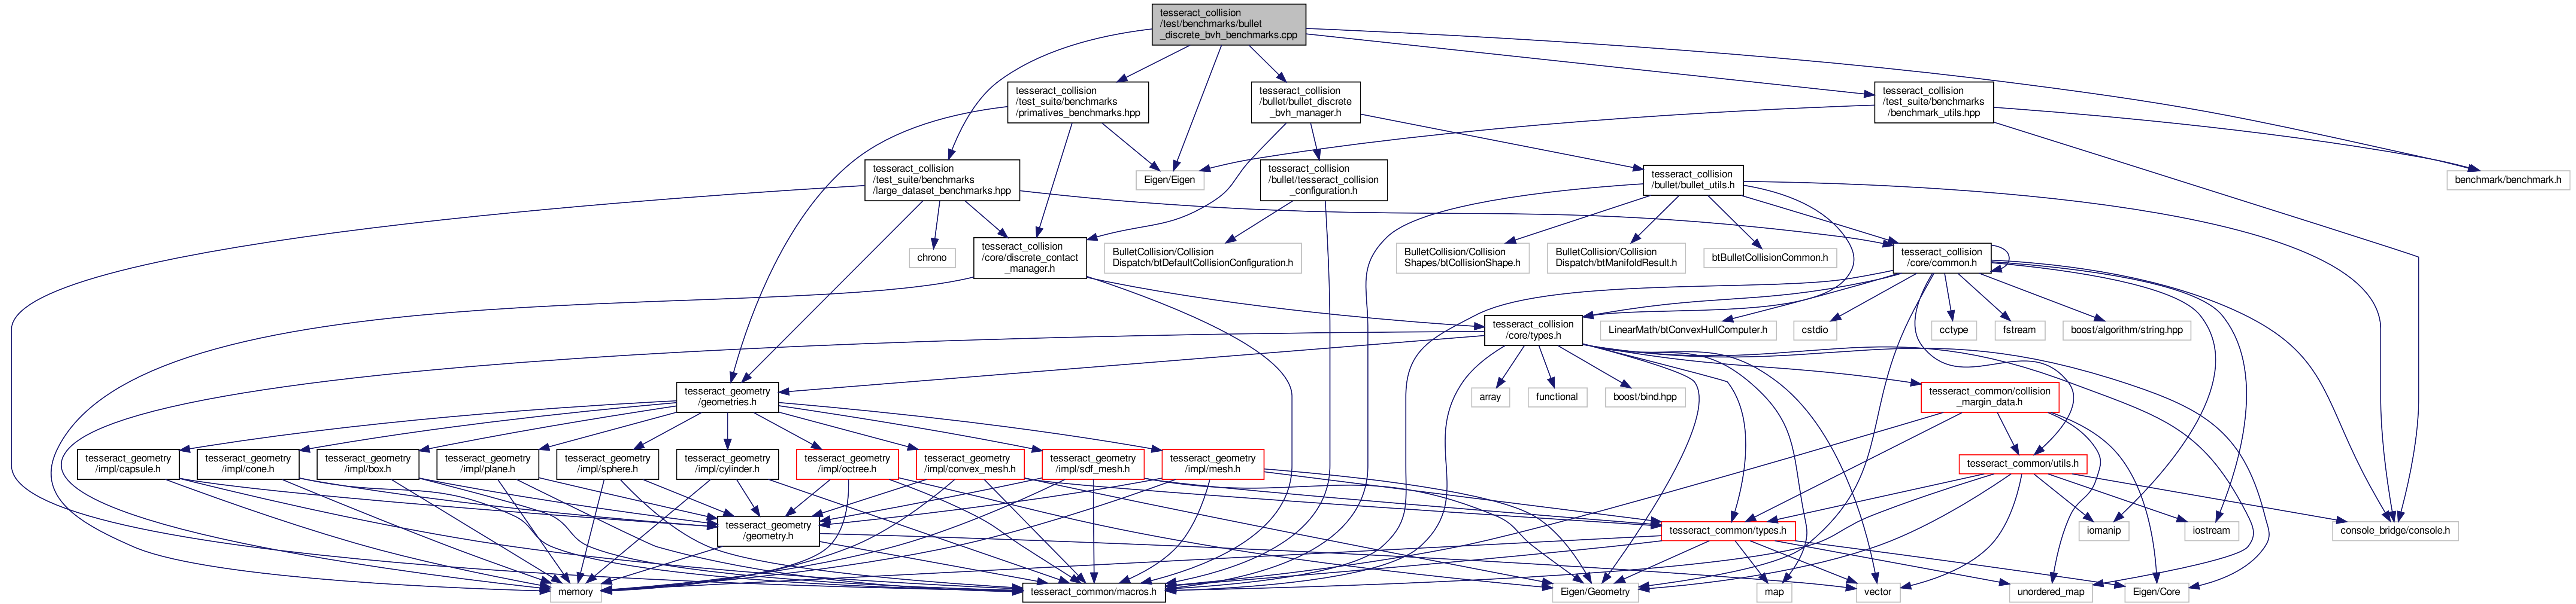 tesseract_collision
/test/benchmarks/bullet
_discrete_bvh_benchmarks.cpp
tesseract_collision
/test_suite/benchmarks
/primatives_benchmarks.hpp
tesseract_collision
/bullet/bullet_discrete
_bvh_manager.h
tesseract_collision
/test_suite/benchmarks
/benchmark_utils.hpp
tesseract_collision
/test_suite/benchmarks
/large_dataset_benchmarks.hpp
Eigen/Eigen
tesseract_collision
/bullet/tesseract_collision
_configuration.h
tesseract_collision
/bullet/bullet_utils.h
benchmark/benchmark.h
chrono
tesseract_collision
/core/discrete_contact
_manager.h
BulletCollision/Collision
Dispatch/btDefaultCollisionConfiguration.h
BulletCollision/Collision
Shapes/btCollisionShape.h
BulletCollision/Collision
Dispatch/btManifoldResult.h
btBulletCollisionCommon.h
tesseract_collision
/core/common.h
tesseract_collision
/core/types.h
LinearMath/btConvexHullComputer.h
cstdio
cctype
fstream
boost/algorithm/string.hpp
tesseract_geometry
/geometries.h
array
functional
boost/bind.hpp
tesseract_common/collision
_margin_data.h
tesseract_geometry
/impl/capsule.h
tesseract_geometry
/impl/cone.h
tesseract_geometry
/impl/box.h
tesseract_geometry
/impl/plane.h
tesseract_geometry
/impl/sphere.h
tesseract_geometry
/impl/cylinder.h
tesseract_geometry
/impl/octree.h
tesseract_geometry
/impl/convex_mesh.h
tesseract_geometry
/impl/sdf_mesh.h
tesseract_geometry
/impl/mesh.h
tesseract_common/utils.h
tesseract_geometry
/geometry.h
tesseract_common/types.h
iomanip
iostream
console_bridge/console.h
memory
tesseract_common/macros.h
Eigen/Geometry
map
vector
unordered_map
Eigen/Core